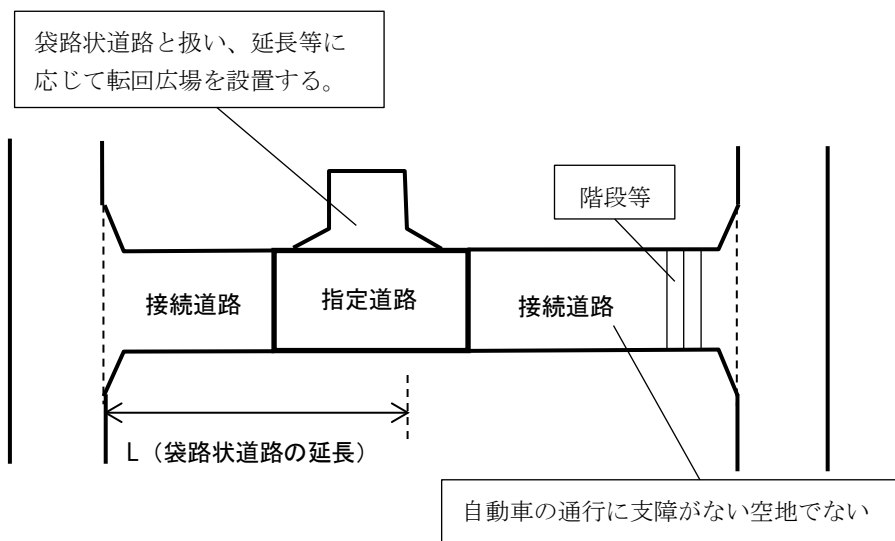 袋路状道路と扱い、延長等に
応じて転回広場を設置する。
階段等
接続道路
指定道路
接続道路
L（袋路状道路の延長）
自動車の通行に支障がない空地でない